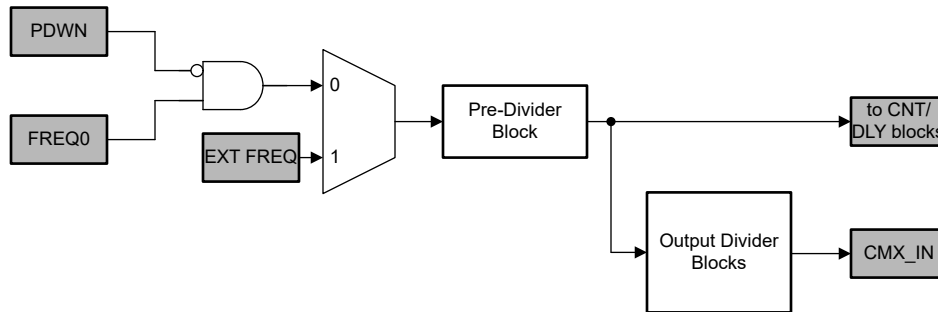 PDWN
FREQ0
EXT FREQ
0
1
Pre-Divider
Block
to CNT/
DLY blocks
Output Divider
Blocks
CMX_IN